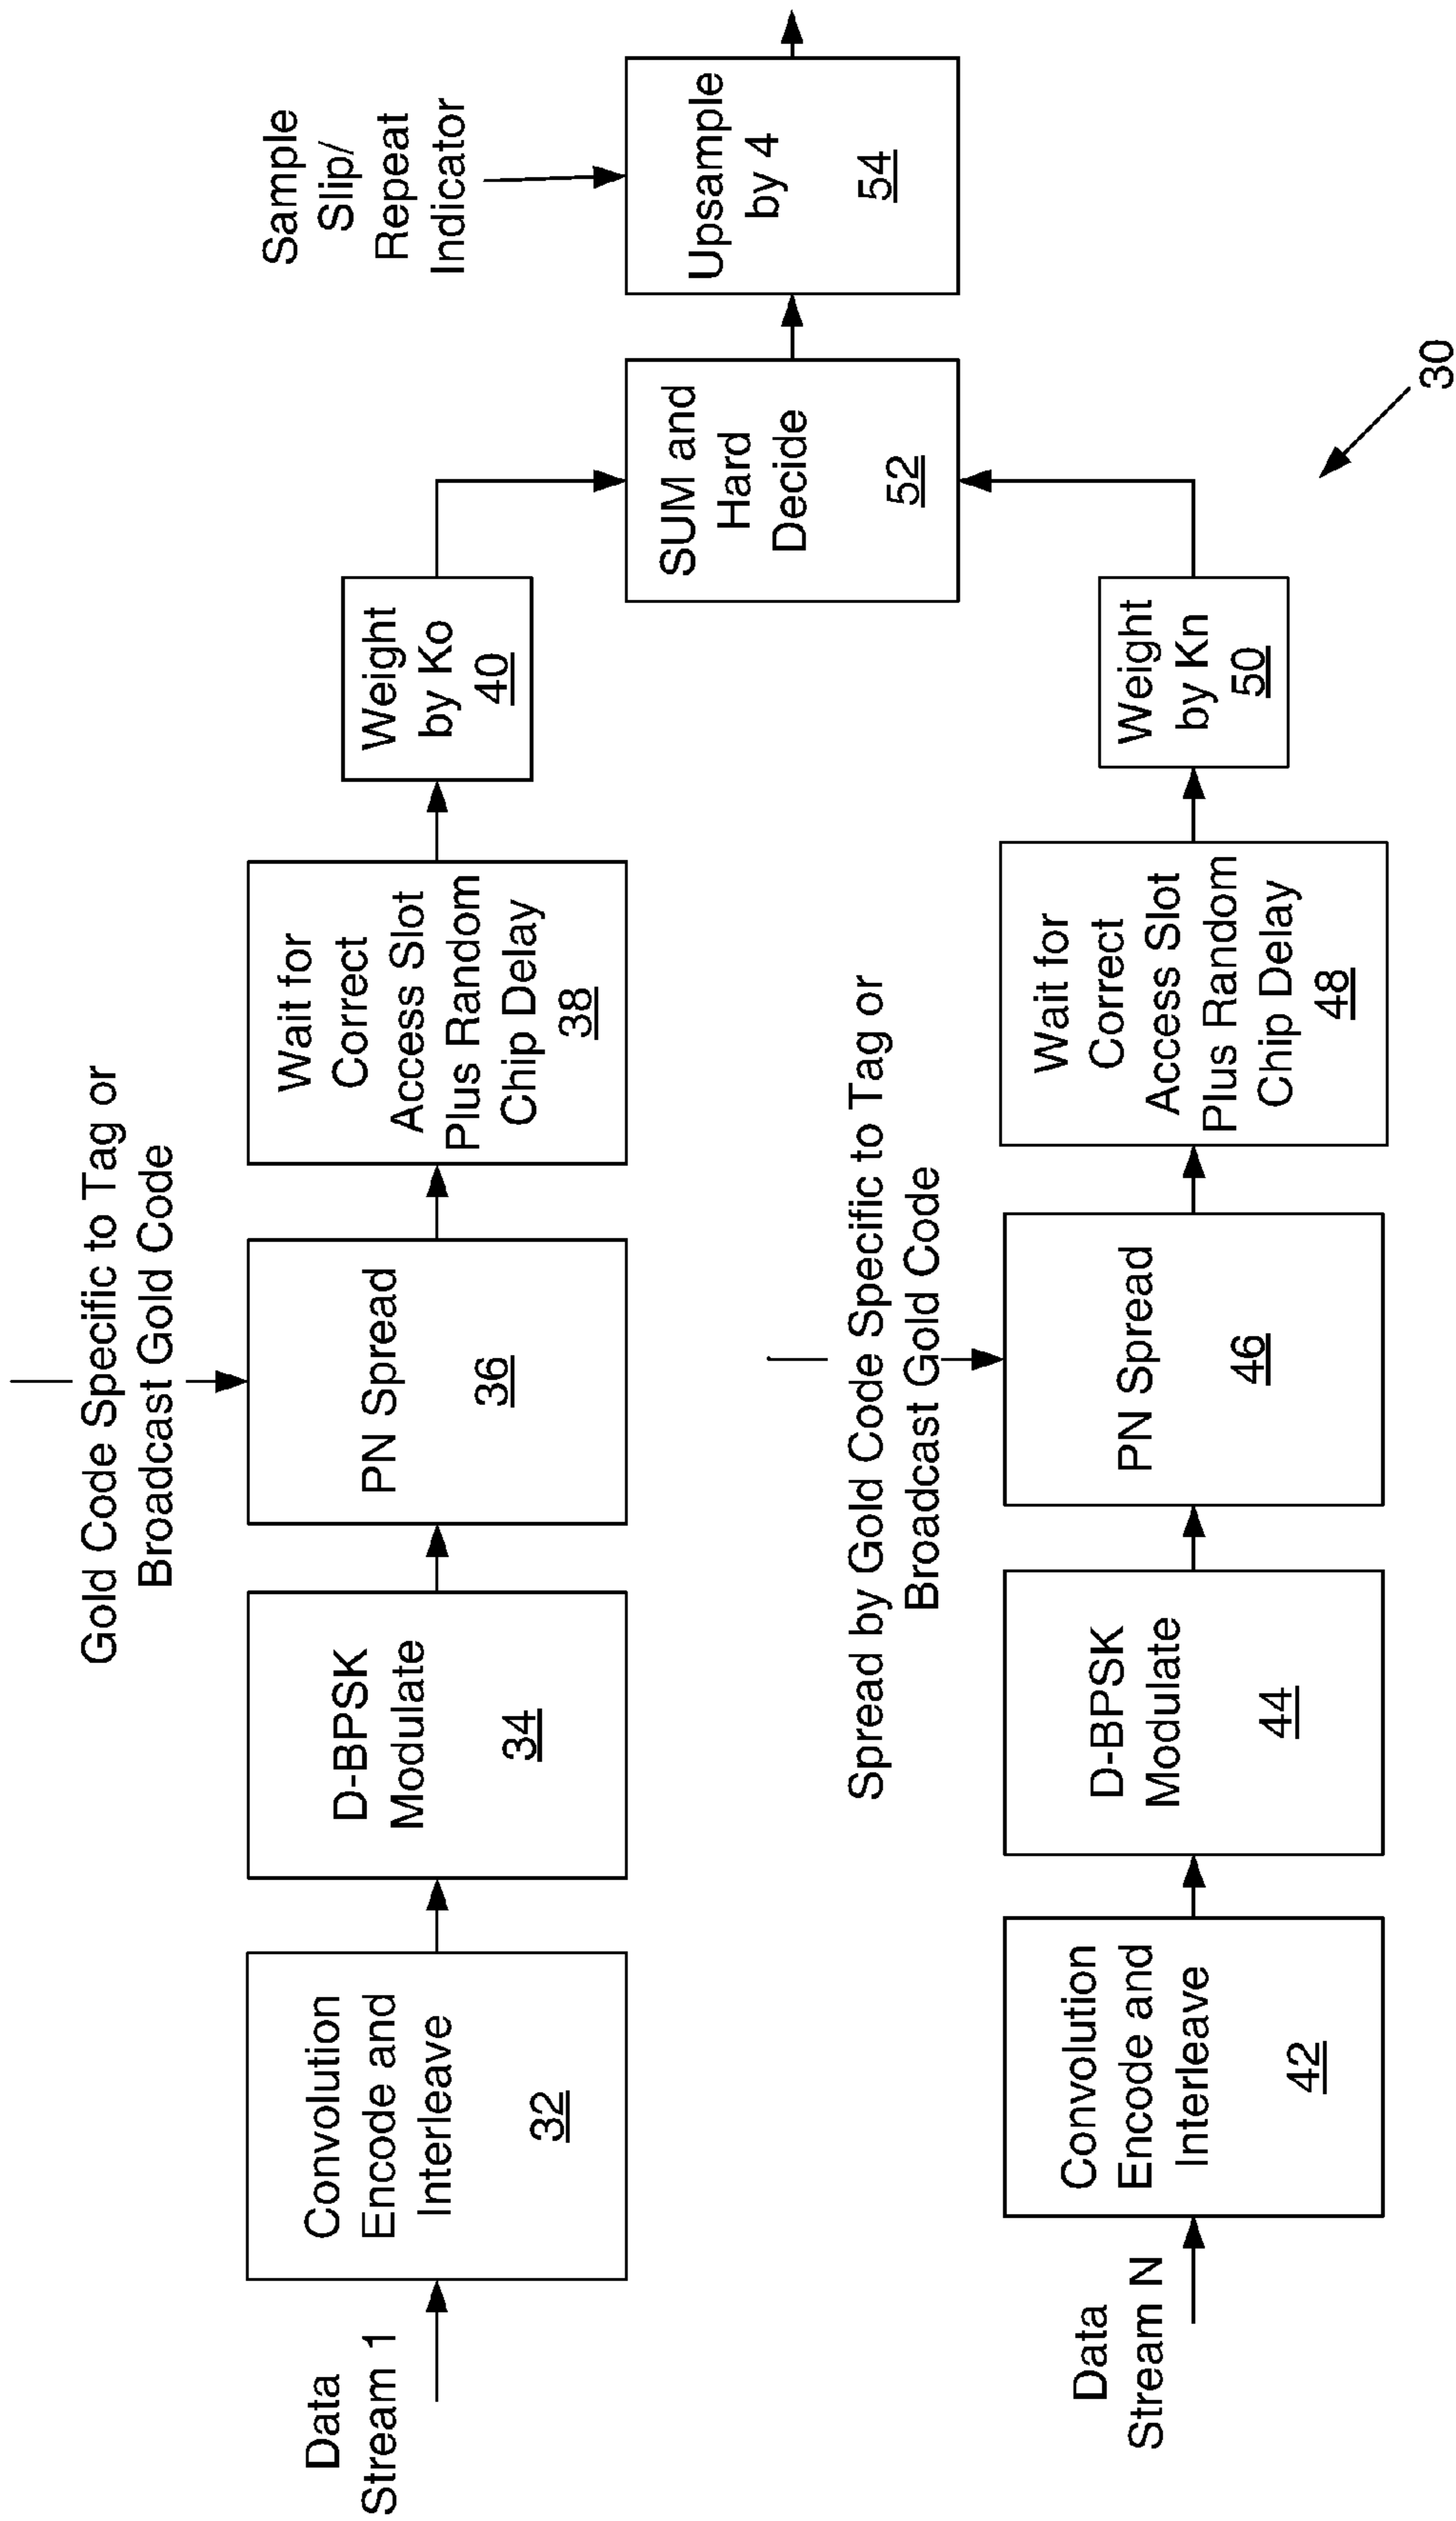 Data
Stream 1
Convolution
Encode and
Interleave
32
D-BPSK
Modulate
34
Gold Code Specific to Tag or
Broadcast Gold Code
PN Spread
36
Wait for
Correct
Access Slot
Plus Random
Chip Delay
38
Weight
by Ko
40
Data
Stream N
Convolution
Encode and
Interleave
42
D-BPSK
Modulate
44
Spread by Gold Code Specific to Tag or
Broadcast Gold Code
PN Spread
46
Wait for
Correct
Access Slot
Plus Random
Chip Delay
48
Weight
by Kn
50
SUM and
Hard
Decide
52
Sample
Slip/
Repeat
Indicator
Upsample
by 4
54
30